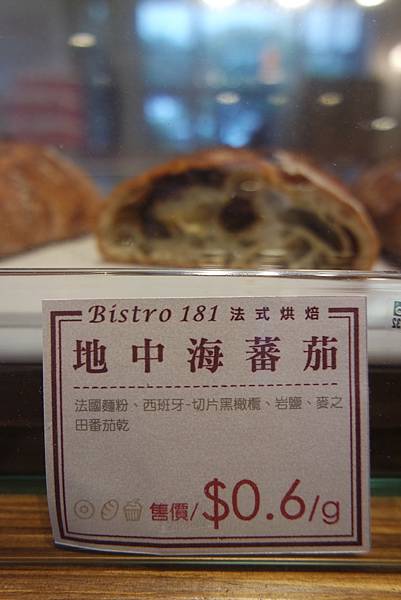 Bistro 181 法式烘焙
地中海蕃茄
法國麵粉、西班牙-切片黑橄欖、岩鹽、麥之
田番茄乾
售價/$0.6/g